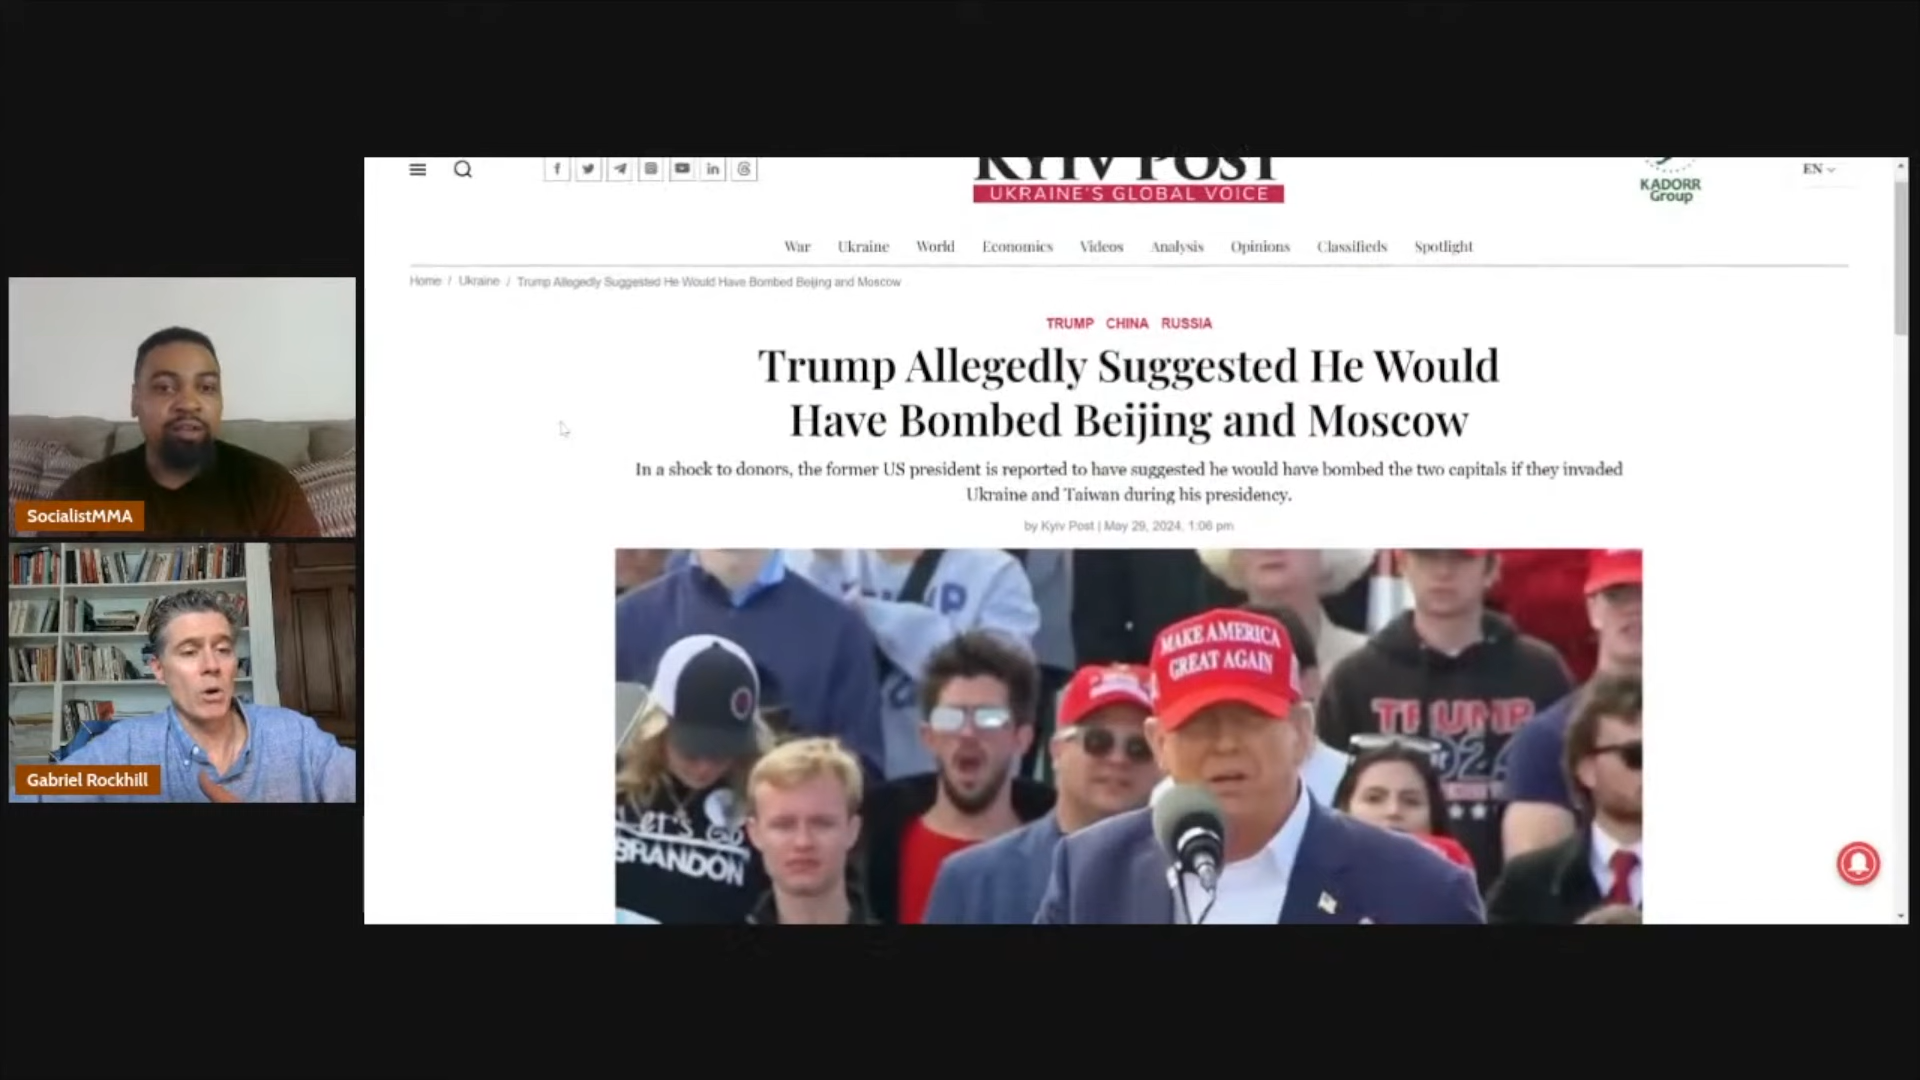 KYIV POST
UKRAINE'S GLOBAL VOICE
KADORR
Group
EN
War Ukraine World Economics Videos Analysis Opinions Classifieds Spotlight
Home / Ukraine / Trump Allegedly Suggested He Would Have Bombed Beijing and Moscow
TRUMP CHINA RUSSIA
Trump Allegedly Suggested He Would
Have Bombed Beijing and Moscow
In a shock to donors, the former US president is reported to have suggested he would have bombed the two capitals if they invaded
Ukraine and Taiwan during his presidency.
by Kyiv Post | May 29, 2024, 1:06 pm
SocialistMMA
Gabriel Rockhill
MAKE AMERICA
GREAT AGAIN
TRUMP
Let's Go
BRANDON